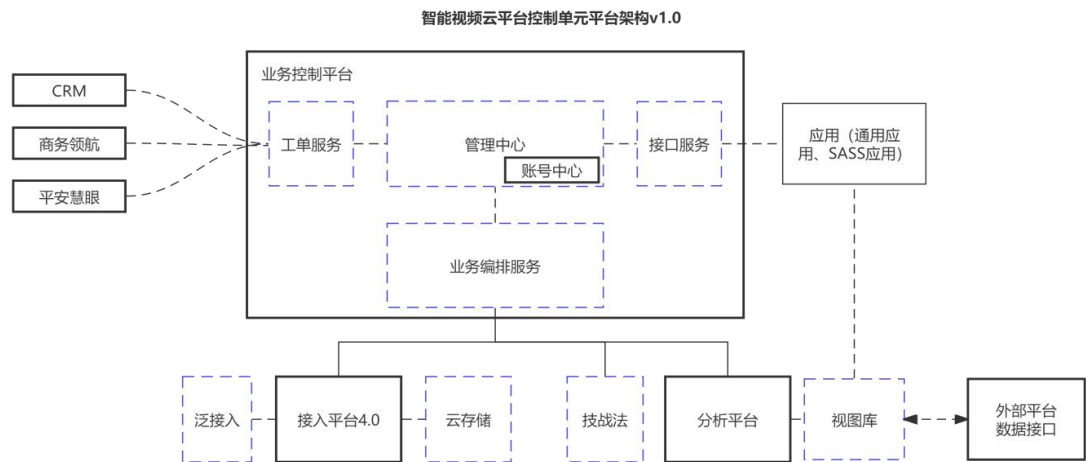 智能视频云平台控制单元平台架构v1.0
业务控制平台
CRM
商务领航
平安慧眼
工单服务
管理中心
账号中心
接口服务
应用（通用应
用、SASS应用）
业务编排服务
泛接入
接入平台4.0
云存储
技战法
分析平台
视图库
外部平台
数据接口